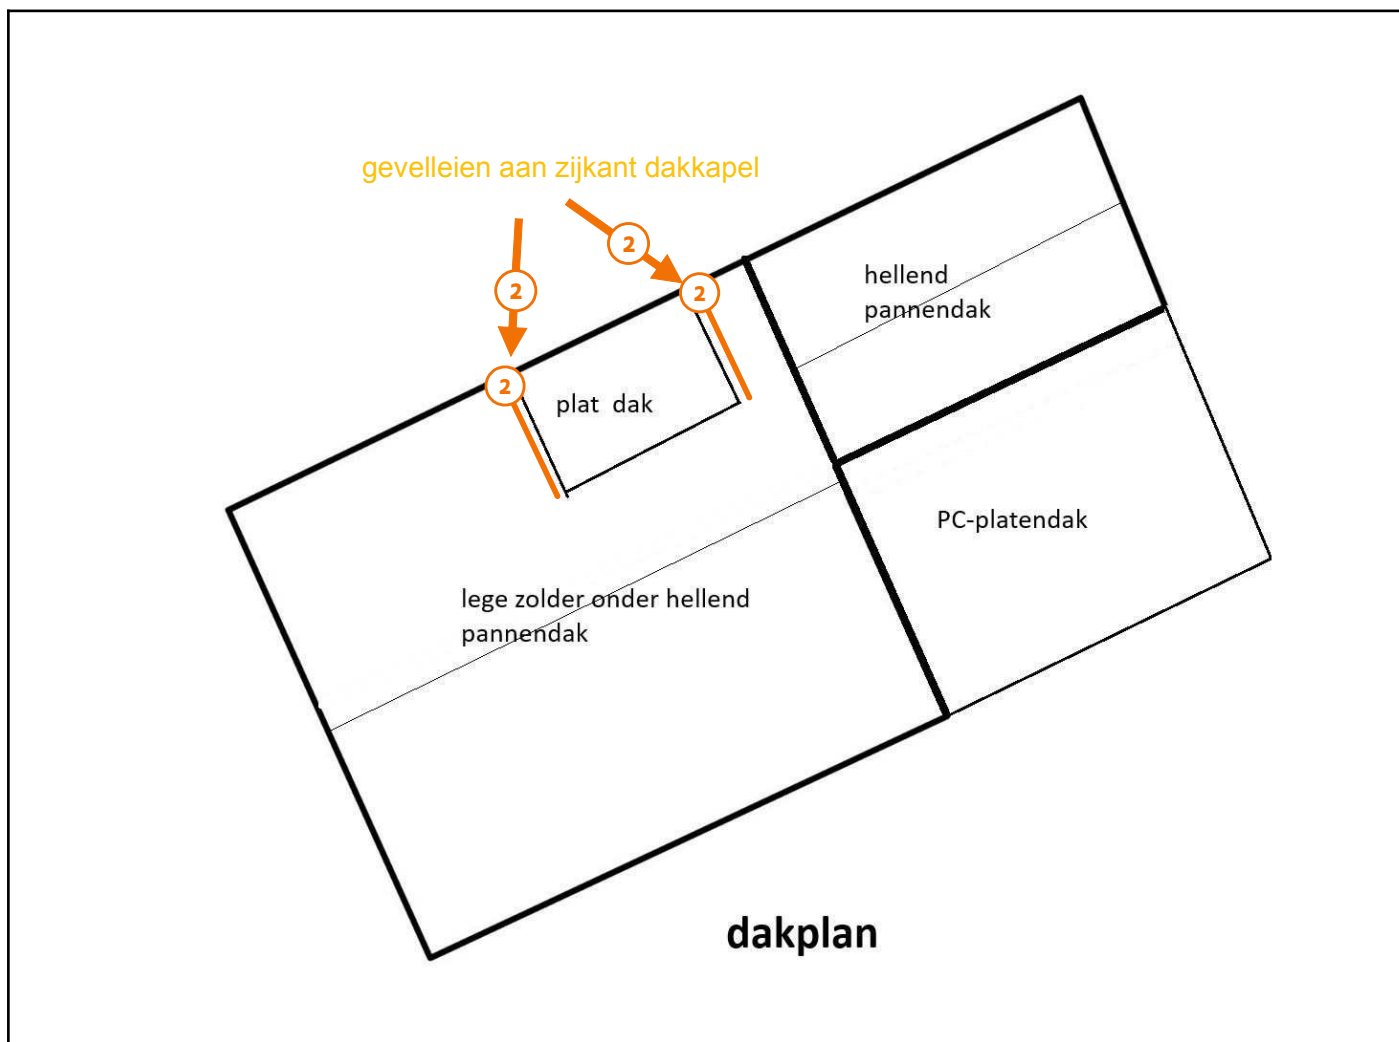 gevelleien aan zijkant dakkapel
2
2
2
2
hellend
pannendak
plat dak
PC-platendak
lege zolder onder hellend
pannendak
dakplan